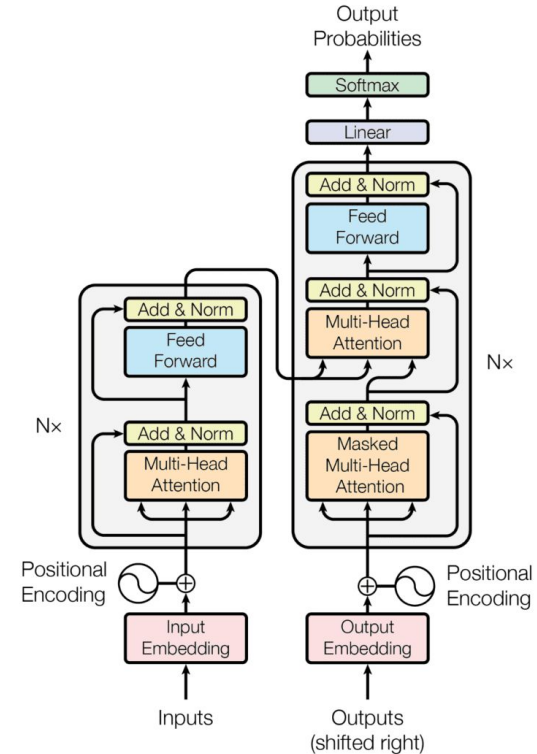 Output
Probabilities
Softmax
Linear
Add & Norm
Feed
Forward
Add & Norm
Multi-Head
Attention
Add & Norm
Masked
Multi-Head
Attention
N×
Add & Norm
Feed
Forward
Add & Norm
Multi-Head
Attention
N×
Positional
Encoding
Positional
Encoding
Input
Embedding
Output
Embedding
Inputs
Outputs
(shifted right)